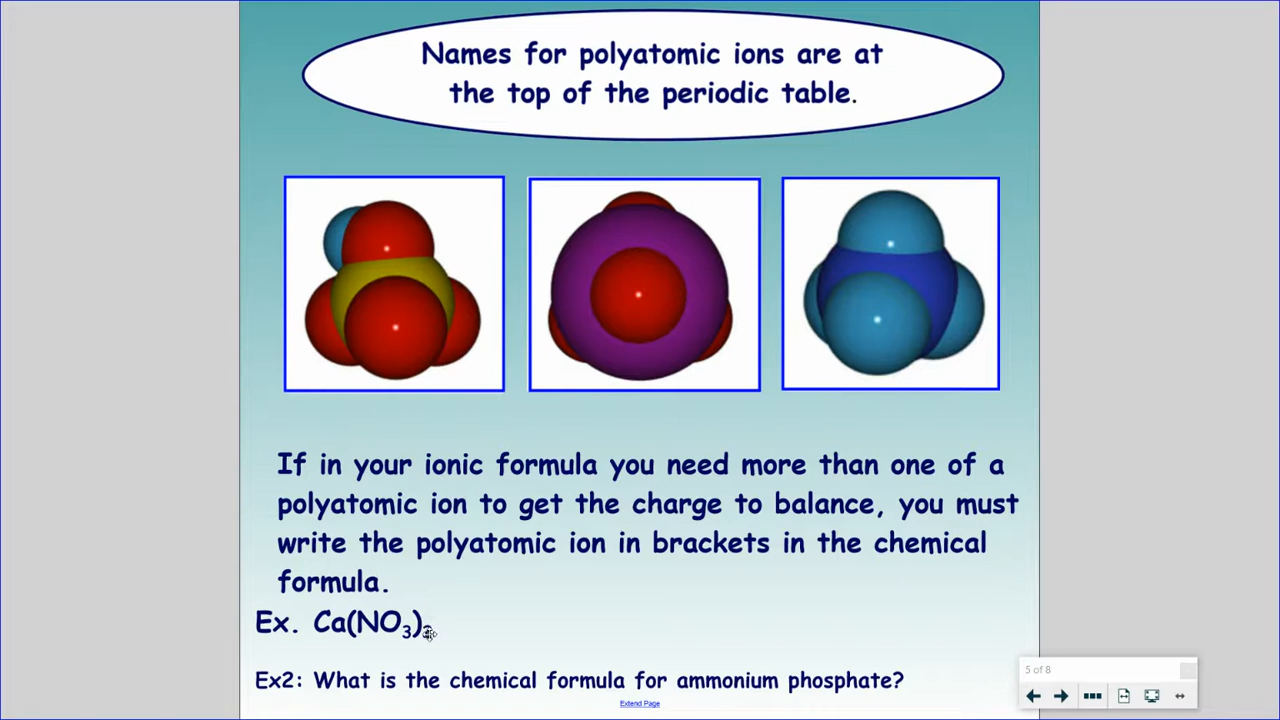 Names for polyatomic ions are at
the top of the periodic table.
If in your ionic formula you need more than one of a
polyatomic ion to get the charge to balance, you must
write the polyatomic ion in brackets in the chemical
formula.
Ex. Ca(NO₃)
Ex2: What is the chemical formula for ammonium phosphate?
Extend Page
5 of 8